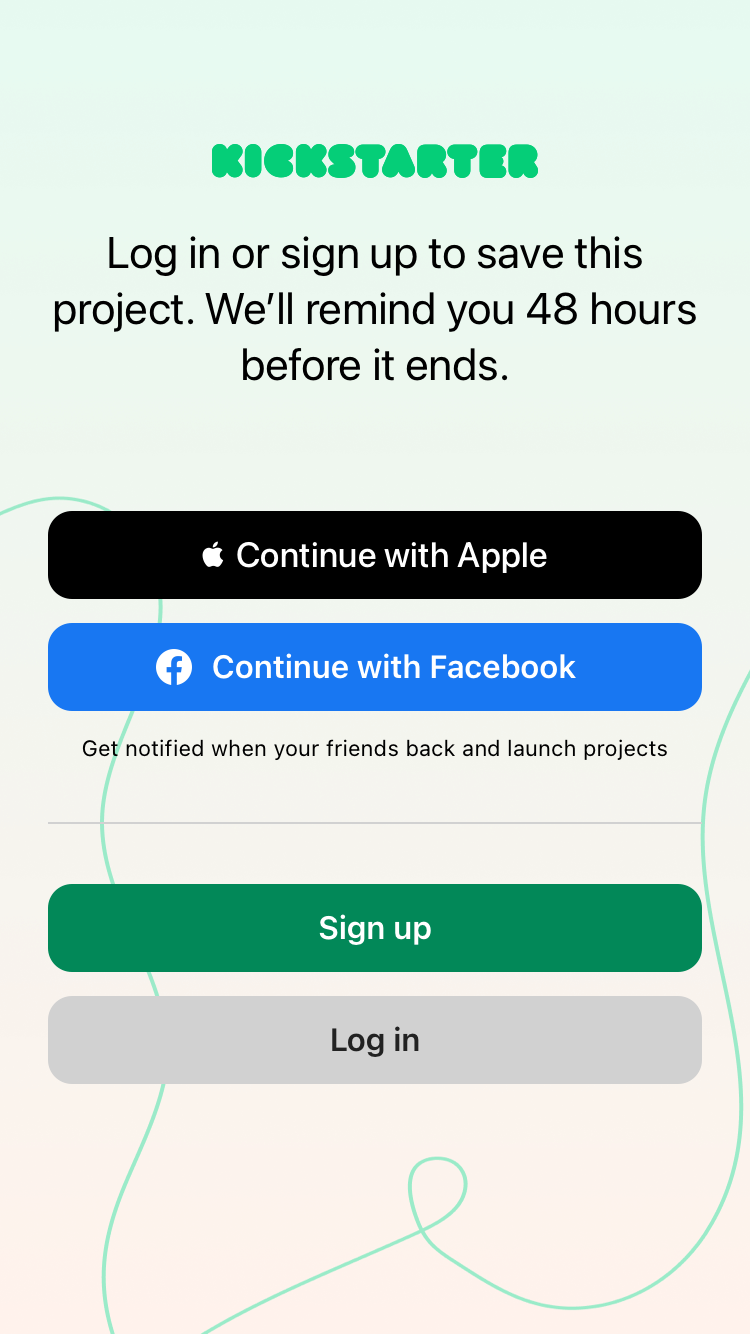 KICKSTARTER
Log in or sign up to save this
project. We’ll remind you 48 hours
before it ends.
Continue with Apple
Continue with Facebook
Get notified when your friends back and launch projects
Sign up
Log in